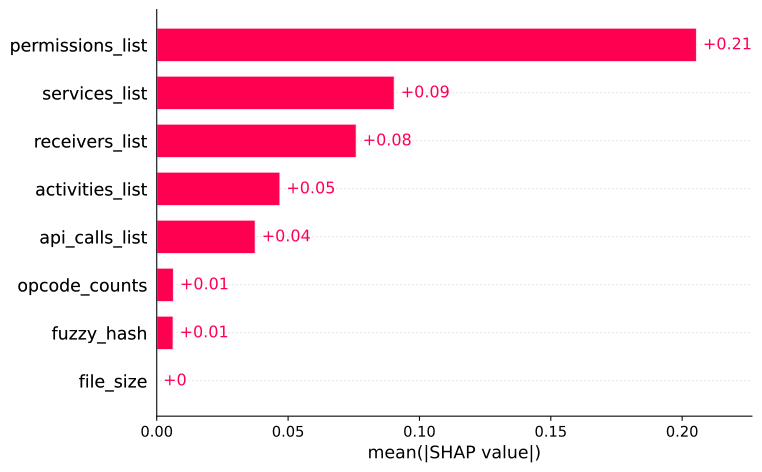 permissions_list +0.21
services_list +0.09
receivers_list +0.08
activities_list +0.05
api_calls_list +0.04
opcode_counts +0.01
fuzzy_hash +0.01
file_size +0
0.00 0.05 0.10 0.15 0.20
mean(|SHAP value|)